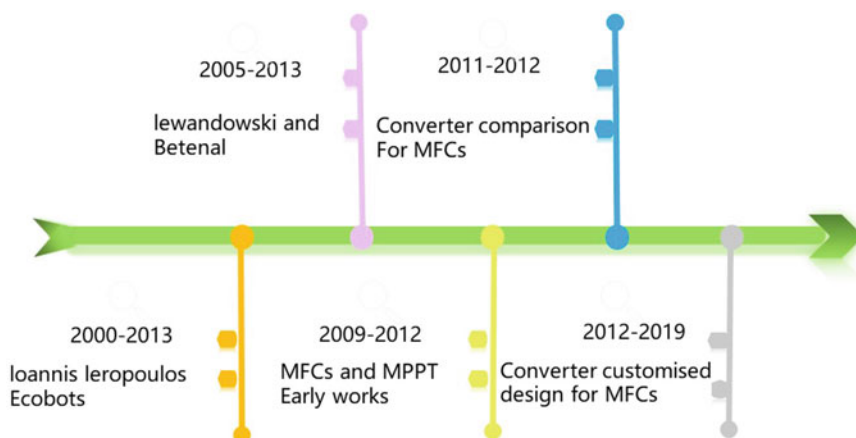 2005-2013
lewandowski and
Betenal
2011-2012
Converter comparison
For MFCs
2000-2013
Ioannis Ieropoulos
Ecobots
2009-2012
MFCs and MPPT
Early works
2012-2019
Converter customised
design for MFCs